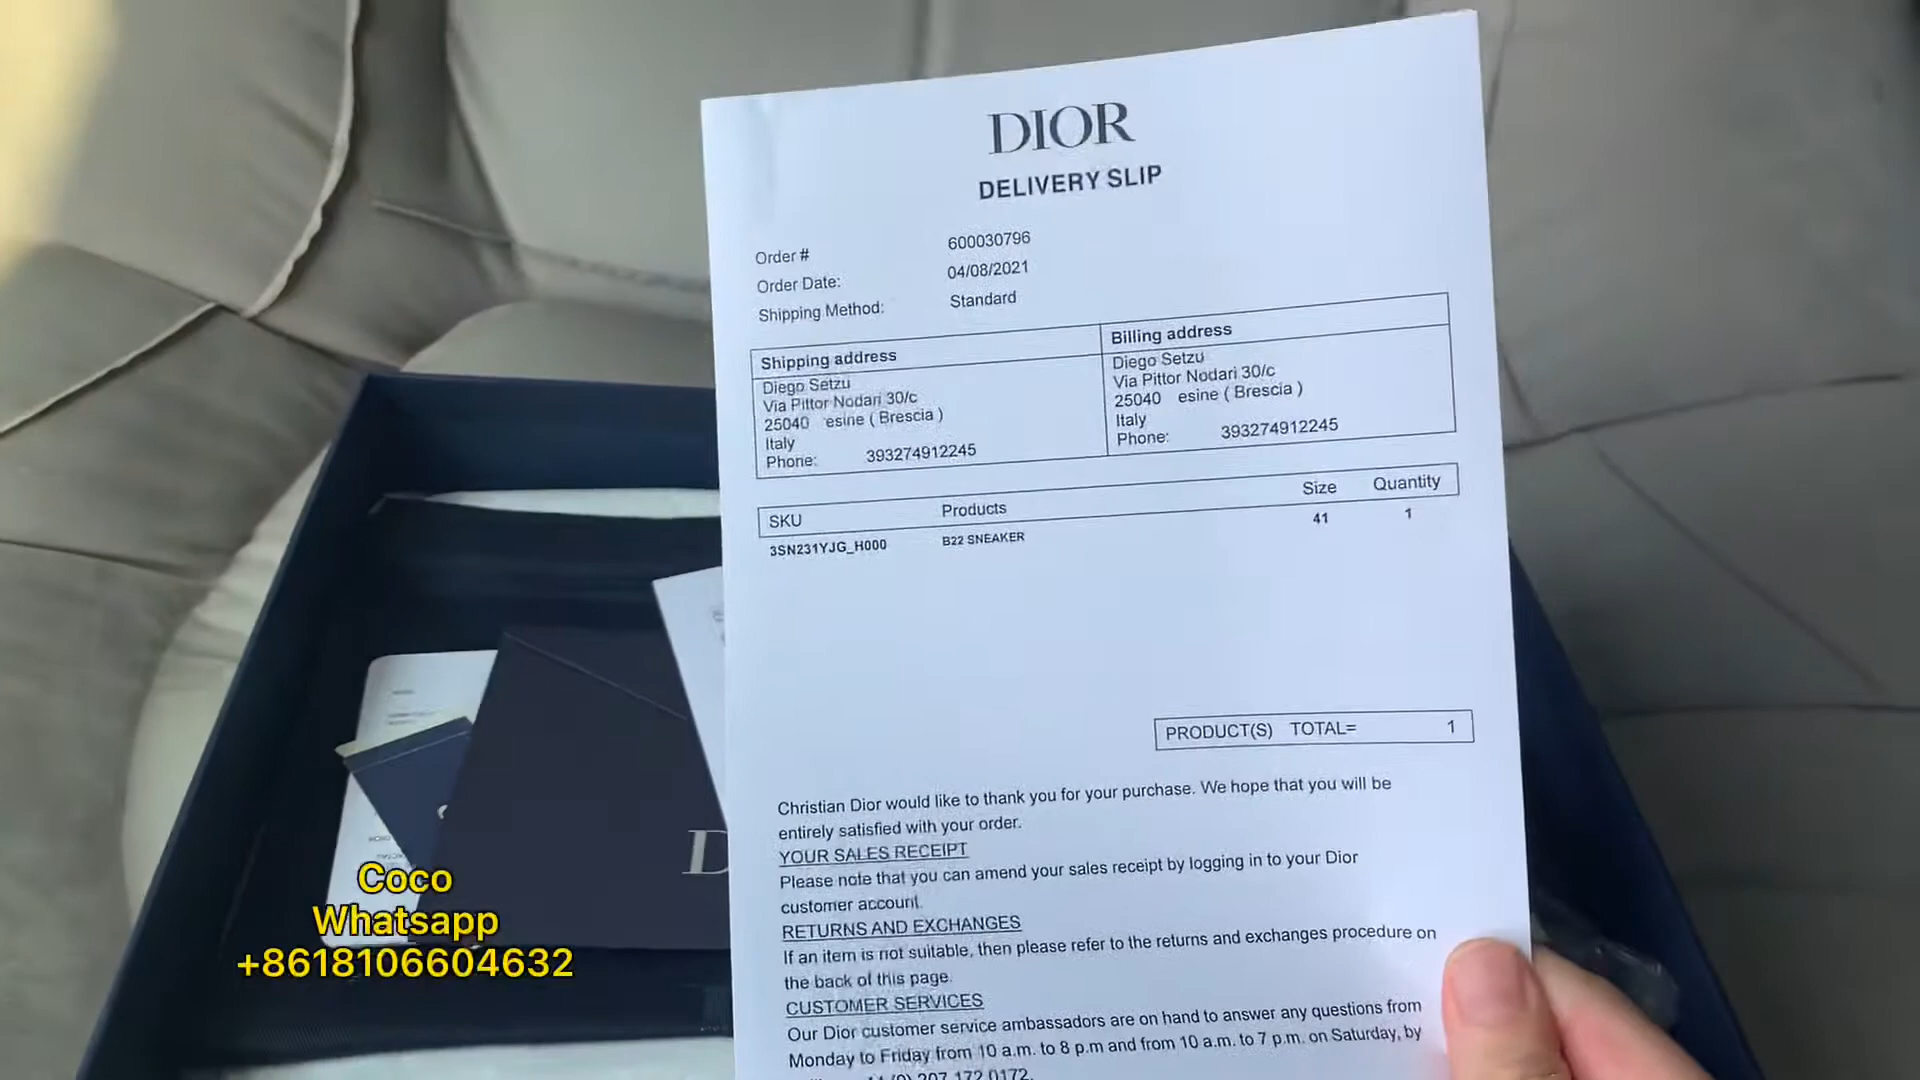 DIOR
DELIVERY SLIP
Order # 600030796
Order Date: 04/08/2021
Shipping Method: Standard
Shipping address
Diego Setzu
Via Pittor Nodari 30/c
25040 esine ( Brescia )
Italy
Phone: 393274912245
Billing address
Diego Setzu
Via Pittor Nodari 30/c
25040 esine ( Brescia )
Italy
Phone: 393274912245
SKU Products Size Quantity
3SN231YJG_H000 B22 SNEAKER 41 1
PRODUCT(S) TOTAL= 1
Christian Dior would like to thank you for your purchase. We hope that you will be
entirely satisfied with your order.
YOUR SALES RECEIPT
Please note that you can amend your sales receipt by logging in to your Dior
customer account.
RETURNS AND EXCHANGES
If an item is not suitable, then please refer to the returns and exchanges procedure on
the back of this page.
CUSTOMER SERVICES
Our Dior customer service ambassadors are on hand to answer any questions from
Monday to Friday from 10 a.m. to 8 p.m and from 10 a.m. to 7 p.m. on Saturday, by
207 172 0172.
D
Coco
Whatsapp
+8618106604632